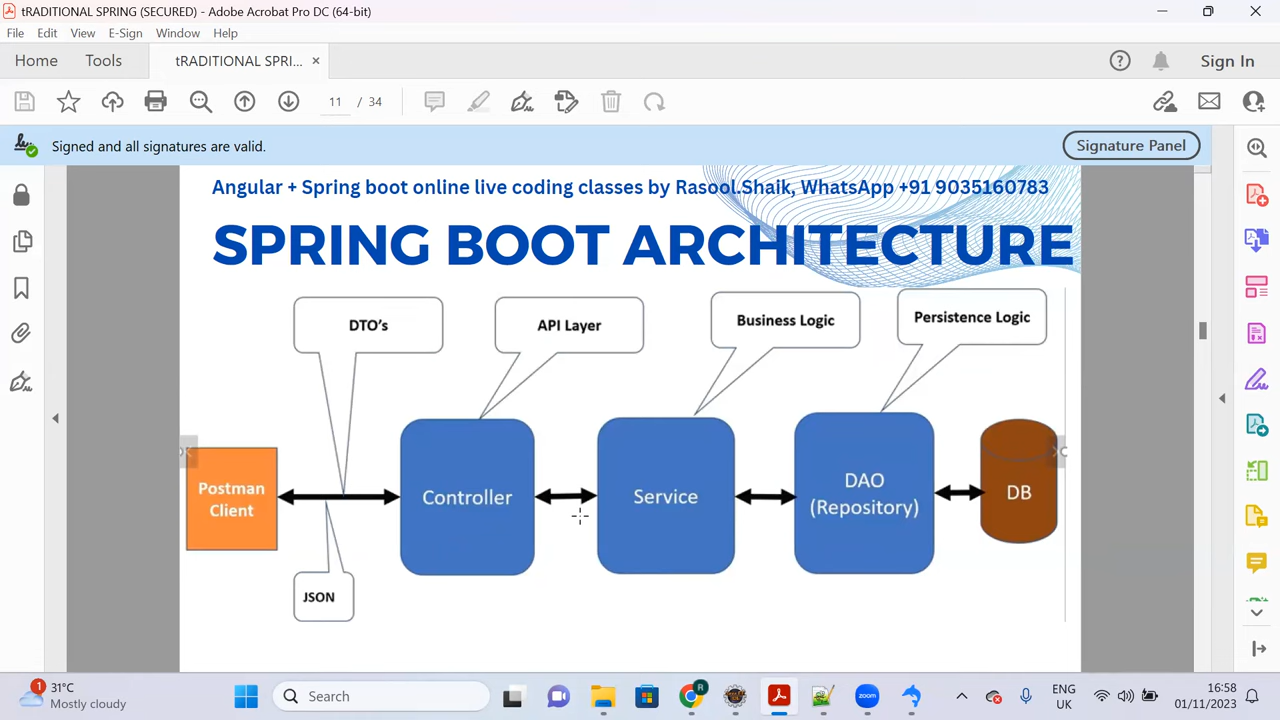 tRADITIONAL SPRING (SECURED) - Adobe Acrobat Pro DC (64-bit)
File Edit View E-Sign Window Help
Home Tools tRADITIONAL SPRI... × Sign In
11 / 34
Signed and all signatures are valid. Signature Panel
Angular + Spring boot online live coding classes by Rasool.Shaik, WhatsApp +91 9035160783
SPRING BOOT ARCHITECTURE
DTO's
API Layer
Business Logic
Persistence Logic
Postman
Client
Controller
Service
DAO
(Repository)
DB
JSON
1
31°C
Mostly cloudy
Search
R
zoom
ENG
UK
16:58
01/11/2023